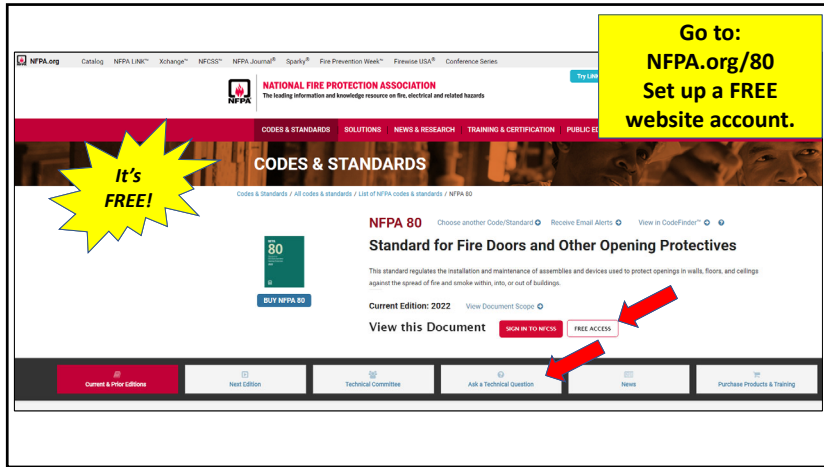 Go to:
NFPA.org/80
Set up a FREE
website account.
NFPA.org Catalog NFPA LiNK™ Xchange™ NFCSS™ NFPA Journal® Sparky® Fire Prevention Week™ Firewise USA® Conference Series
NFPA
NATIONAL FIRE PROTECTION ASSOCIATION
The leading information and knowledge resource on fire, electrical and related hazards
CODES & STANDARDS SOLUTIONS NEWS & RESEARCH TRAINING & CERTIFICATION PUBLIC
It's
FREE!
CODES & STANDARDS
Codes & Standards / All codes & standards / List of NFPA codes & standards / NFPA 80
NFPA 80 Choose another Code/Standard Receive Email Alerts View in CodeFinder™
Standard for Fire Doors and Other Opening Protectives
This standard regulates the installation and maintenance of assemblies and devices used to protect openings in walls, floors, and ceilings
against the spread of fire and smoke within, into, or out of buildings.
80
BUY NFPA 80
Current Edition: 2022 View Document Scope
View this Document SIGN IN TO NFCSS FREE ACCESS
Current & Prior Editions Next Edition Technical Committee Ask a Technical Question News Purchase Products & Training